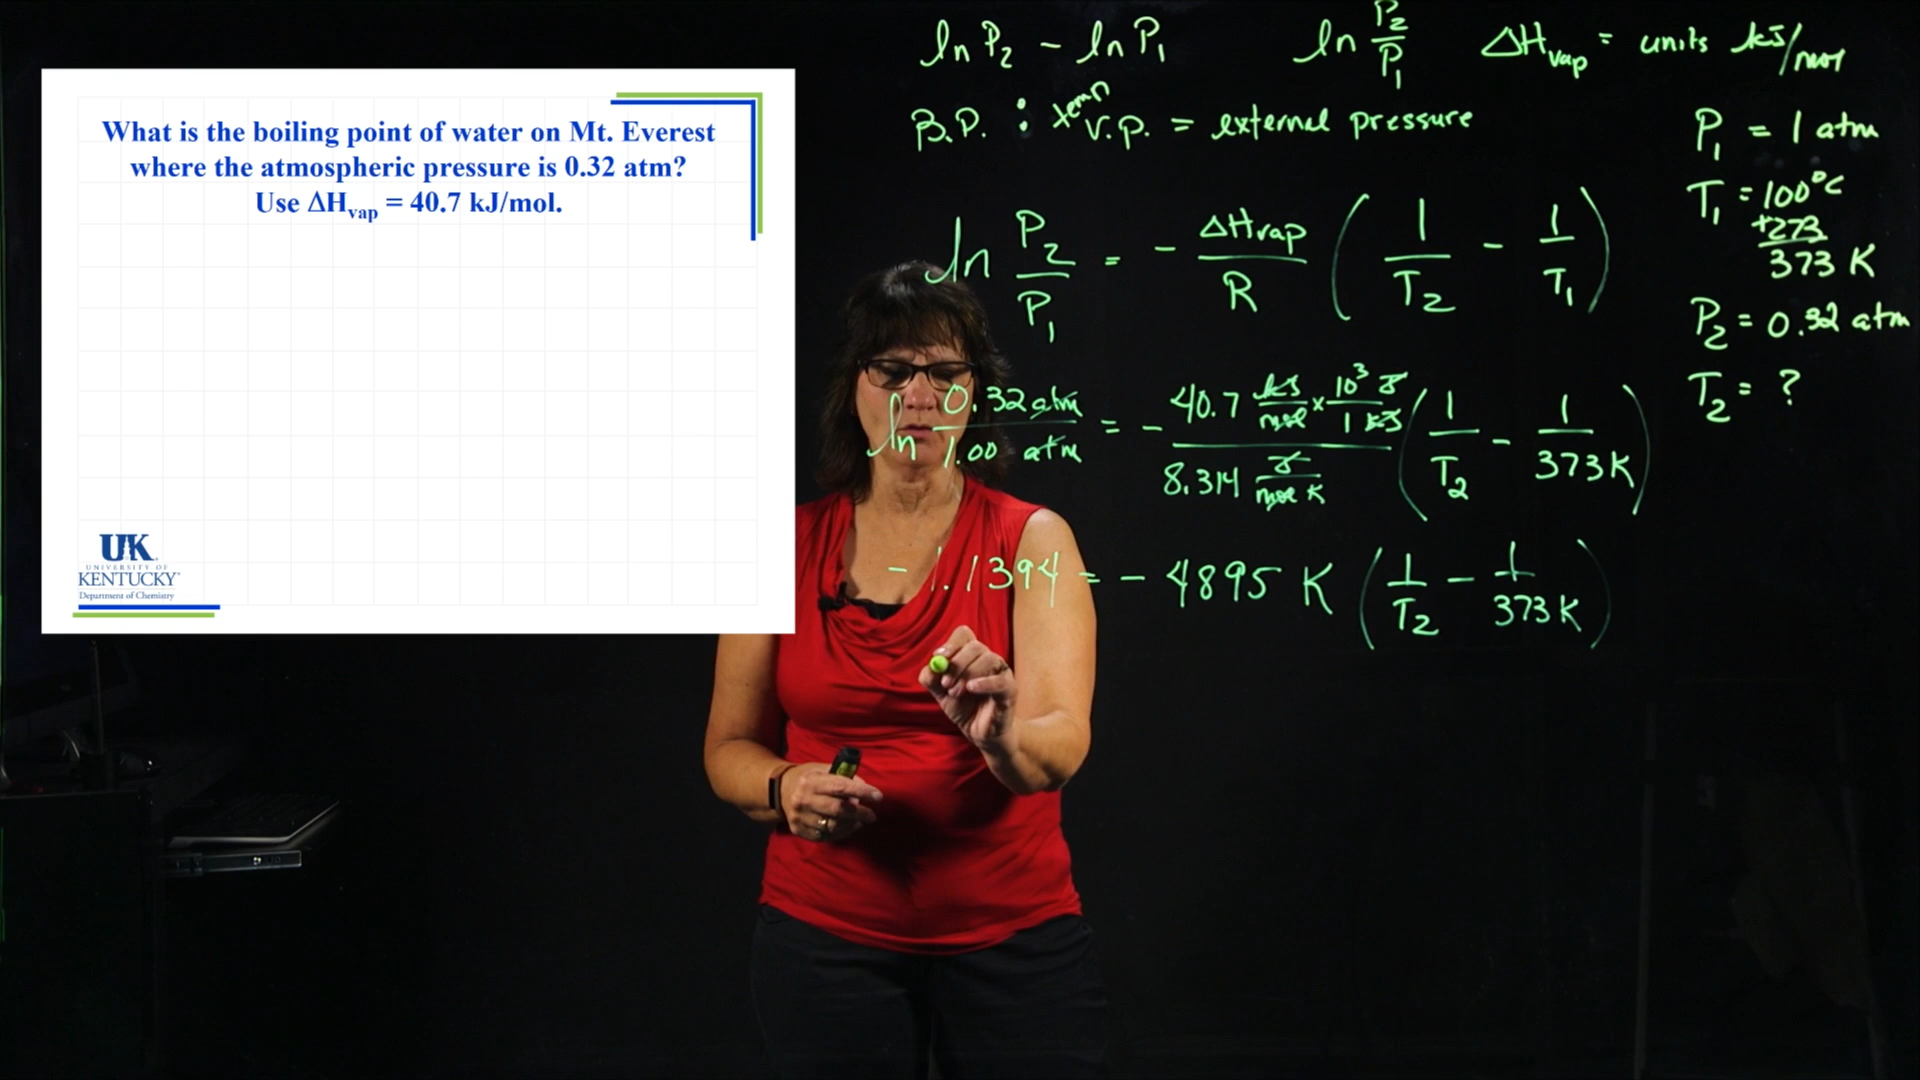 What is the boiling point of water on Mt. Everest
where the atmospheric pressure is 0.32 atm?
Use ΔHvap = 40.7 kJ/mol.
UK
UNIVERSITY OF
KENTUCKY
Department of Chemistry
ln P2 - ln P1
ln P2/P1
ΔHvap = units kJ/mol
B.P. : temp V.P. = external pressure
P1 = 1 atm
T1 = 100°C
+273
373 K
P2 = 0.32 atm
T2 = ?
ln P2/P1 = - ΔHvap/R ( 1/T2 - 1/T1 )
ln 0.32 atm/1.00 atm = - 40.7 kJ/mol x 10³ J/1 kJ / 8.314 J/mol K ( 1/T2 - 1/373K )
- 1.1394 = - 4895 K ( 1/T2 - 1/373K )